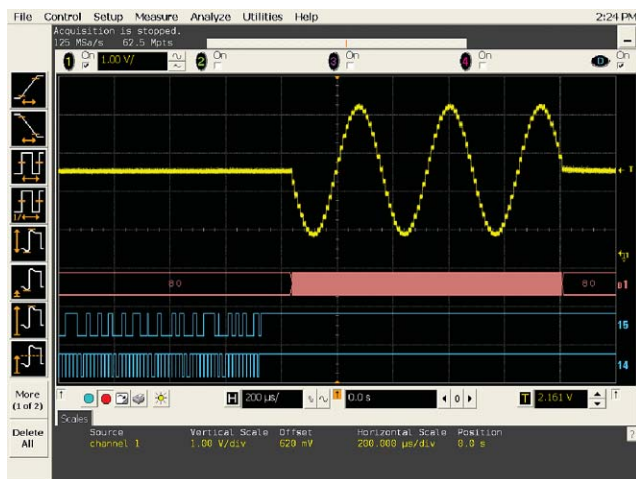 File Control Setup Measure Analyze Utilities Help 2:24 PM
Acquisition is stopped.
125 MSa/s 62.5 Mpts
1 On 1.00 V/ 2 On 3 On 4 On D On
T
80 80 B1
15
14
More
(1 of 2)
H 200 µs/ T 0.0 s 0 T 2.161 V T
Delete
All
Scales
Source Vertical Scale Offset Horizontal Scale Position
channel 1 1.00 V/div 620 mV 200.000 µs/div 0.0 s
?